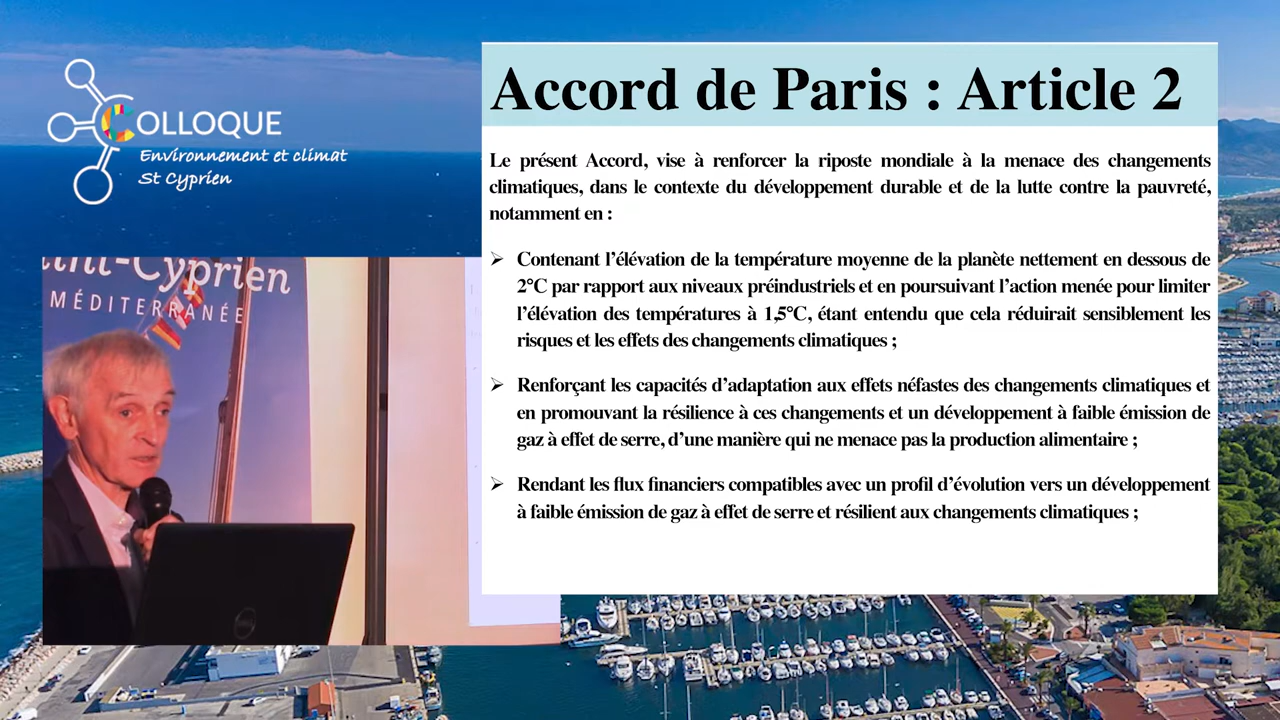 COLLOQUE
Environnement et climat
St Cyprien
Saint-Cyprien
MÉDITERRANÉE
Accord de Paris : Article 2
Le présent Accord, vise à renforcer la riposte mondiale à la menace des changements
climatiques, dans le contexte du développement durable et de la lutte contre la pauvreté,
notamment en :
➢ Contenant l’élévation de la température moyenne de la planète nettement en dessous de
2°C par rapport aux niveaux préindustriels et en poursuivant l’action menée pour limiter
l’élévation des températures à 1,5°C, étant entendu que cela réduirait sensiblement les
risques et les effets des changements climatiques ;
➢ Renforçant les capacités d’adaptation aux effets néfastes des changements climatiques et
en promouvant la résilience à ces changements et un développement à faible émission de
gaz à effet de serre, d’une manière qui ne menace pas la production alimentaire ;
➢ Rendant les flux financiers compatibles avec un profil d’évolution vers un développement
à faible émission de gaz à effet de serre et résilient aux changements climatiques ;